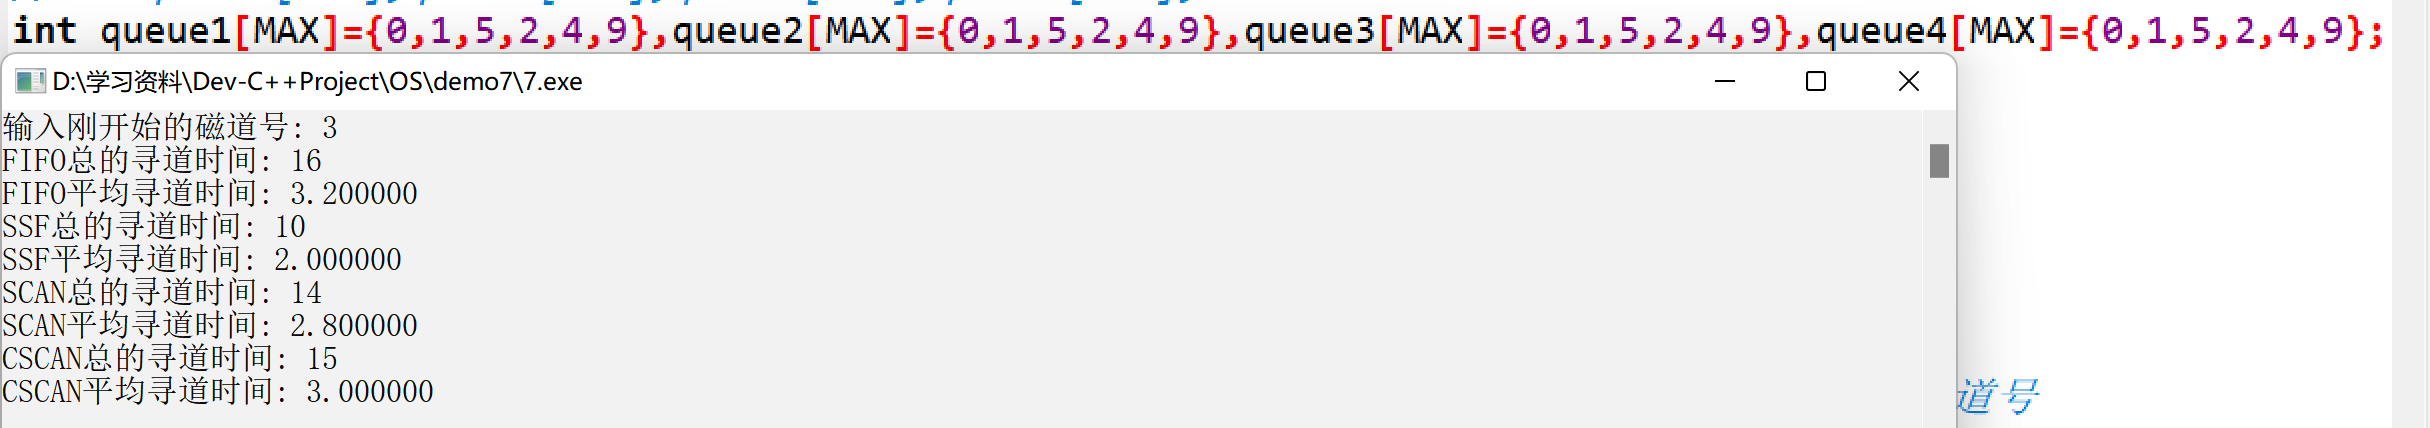 int queue1[MAX]={0,1,5,2,4,9},queue2[MAX]={0,1,5,2,4,9},queue3[MAX]={0,1,5,2,4,9},queue4[MAX]={0,1,5,2,4,9};
D:\学习资料\Dev-C++Project\OS\demo7\7.exe
输入刚开始的磁道号: 3
FIFO总的寻道时间: 16
FIFO平均寻道时间: 3.200000
SSF总的寻道时间: 10
SSF平均寻道时间: 2.000000
SCAN总的寻道时间: 14
SCAN平均寻道时间: 2.800000
CSCAN总的寻道时间: 15
CSCAN平均寻道时间: 3.000000
道号